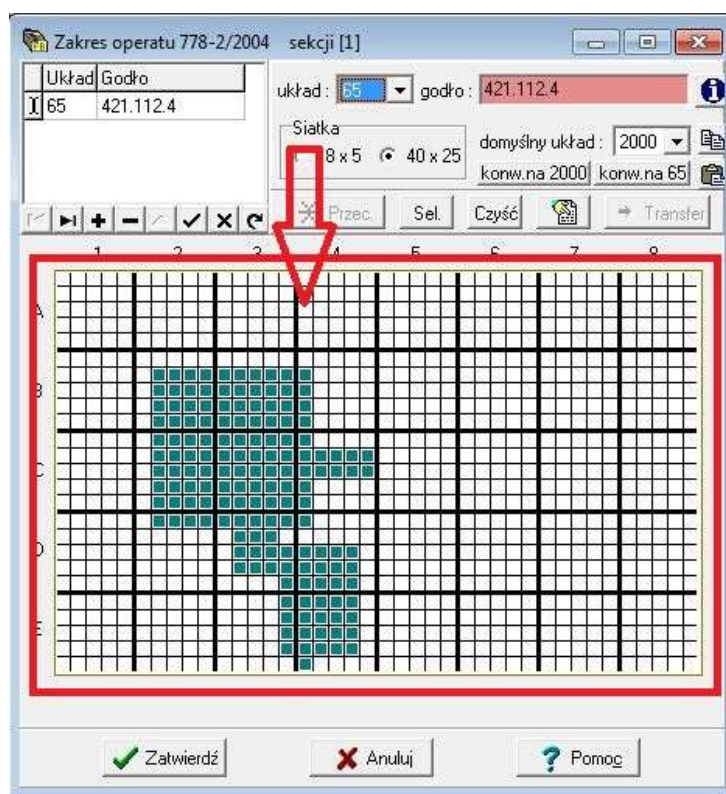 Zakres operatu 778-2/2004 sekcji [1]
Układ Godło
65 421.112.4
układ : 65 godło : 421.112.4
Siatka
8 x 5 40 x 25
domyślny układ : 2000
konw.na 2000 konw.na 65
Przec. Sel. Czyść Transfer
1 2 3 4 5 6 7 8
A
B
C
D
E
Zatwierdź Anuluj Pomoc